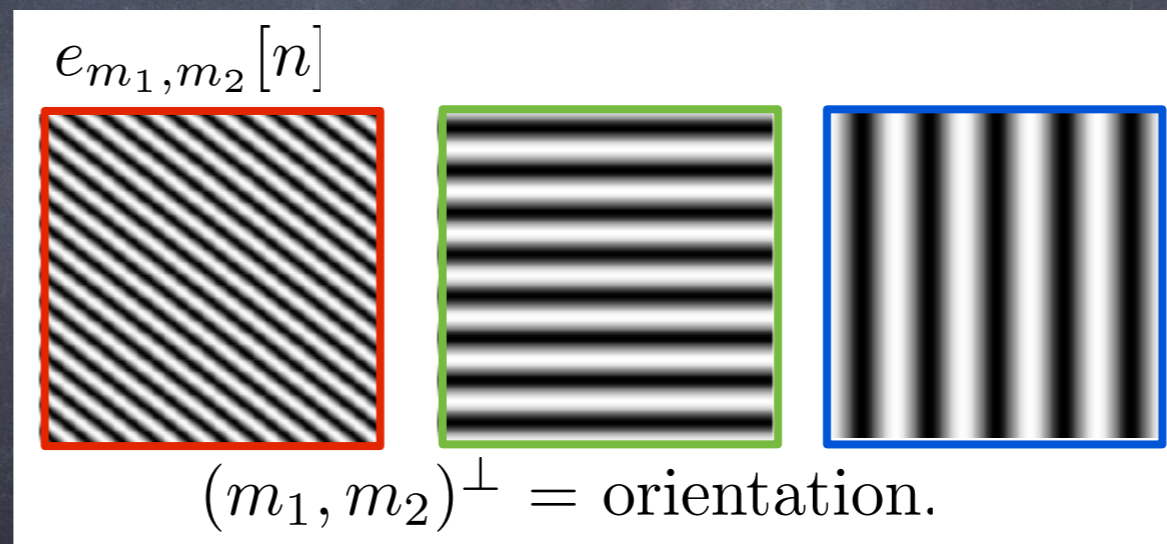 e_{m_1,m_2}[n]
(m_1, m_2)^⊥ = orientation.